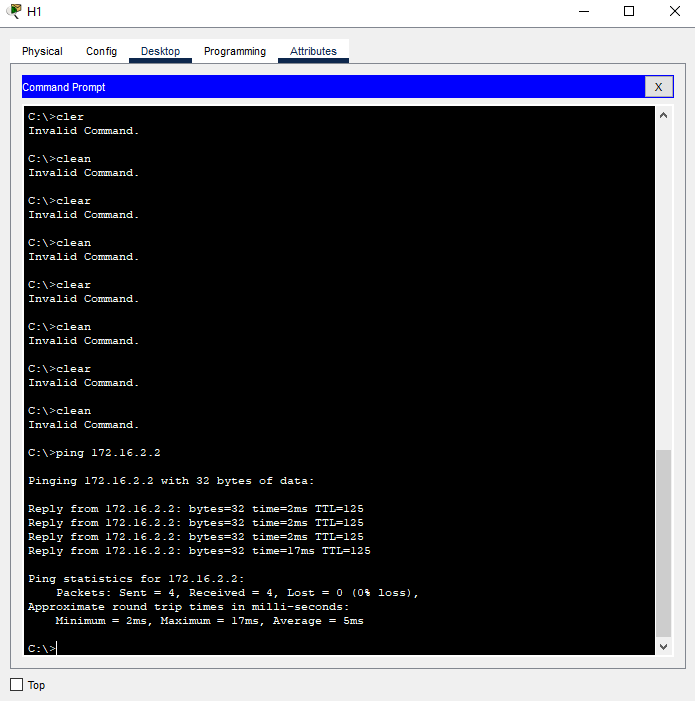 H1
Physical Config Desktop Programming Attributes
Command Prompt X
C:\>cler
Invalid Command.
C:\>clean
Invalid Command.
C:\>clear
Invalid Command.
C:\>clean
Invalid Command.
C:\>clear
Invalid Command.
C:\>clean
Invalid Command.
C:\>clear
Invalid Command.
C:\>clean
Invalid Command.
C:\>ping 172.16.2.2
Pinging 172.16.2.2 with 32 bytes of data:
Reply from 172.16.2.2: bytes=32 time=2ms TTL=125
Reply from 172.16.2.2: bytes=32 time=2ms TTL=125
Reply from 172.16.2.2: bytes=32 time=2ms TTL=125
Reply from 172.16.2.2: bytes=32 time=17ms TTL=125
Ping statistics for 172.16.2.2:
Packets: Sent = 4, Received = 4, Lost = 0 (0% loss),
Approximate round trip times in milli-seconds:
Minimum = 2ms, Maximum = 17ms, Average = 5ms
C:\>
Top